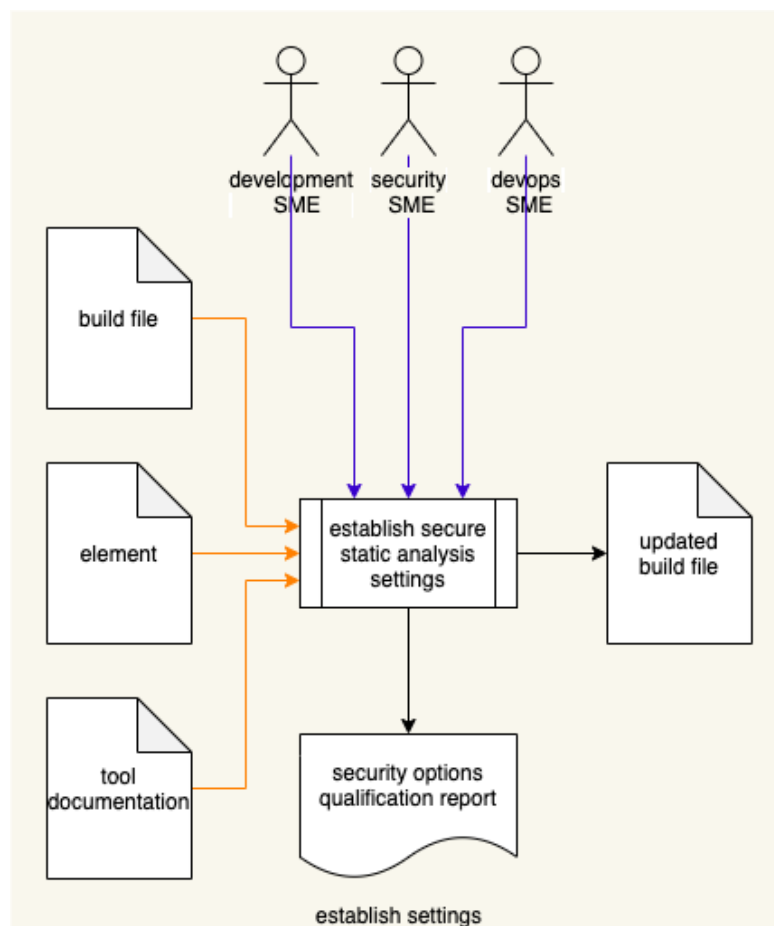 development
SME
security
SME
devops
SME
build file
element
tool
documentation
establish secure
static analysis
settings
updated
build file
security options
qualification report
establish settings